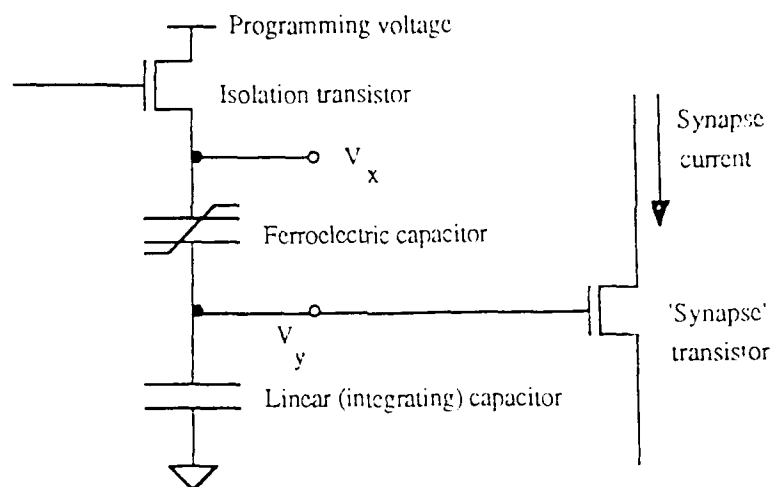 Programming voltage
Isolation transistor
Synapse
current
V
x
Ferroelectric capacitor
V
y
'Synapse'
transistor
Linear (integrating) capacitor